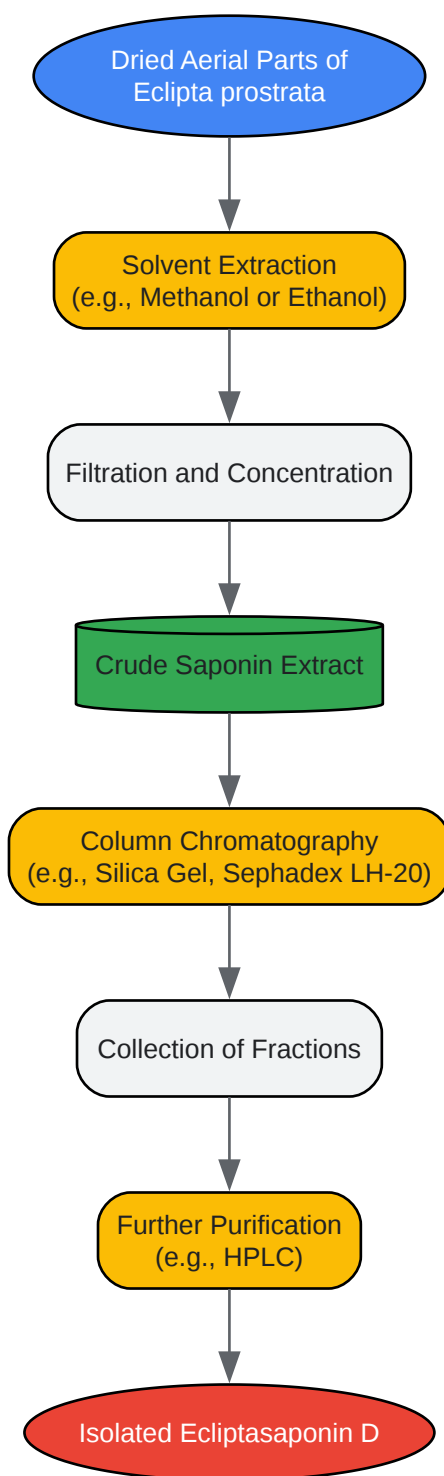 Dried Aerial Parts of
Eclipta prostrata
Solvent Extraction
(e.g., Methanol or Ethanol)
Filtration and Concentration
Crude Saponin Extract
Column Chromatography
(e.g., Silica Gel, Sephadex LH-20)
Collection of Fractions
Further Purification
(e.g., HPLC)
Isolated Ecliptasaponin D